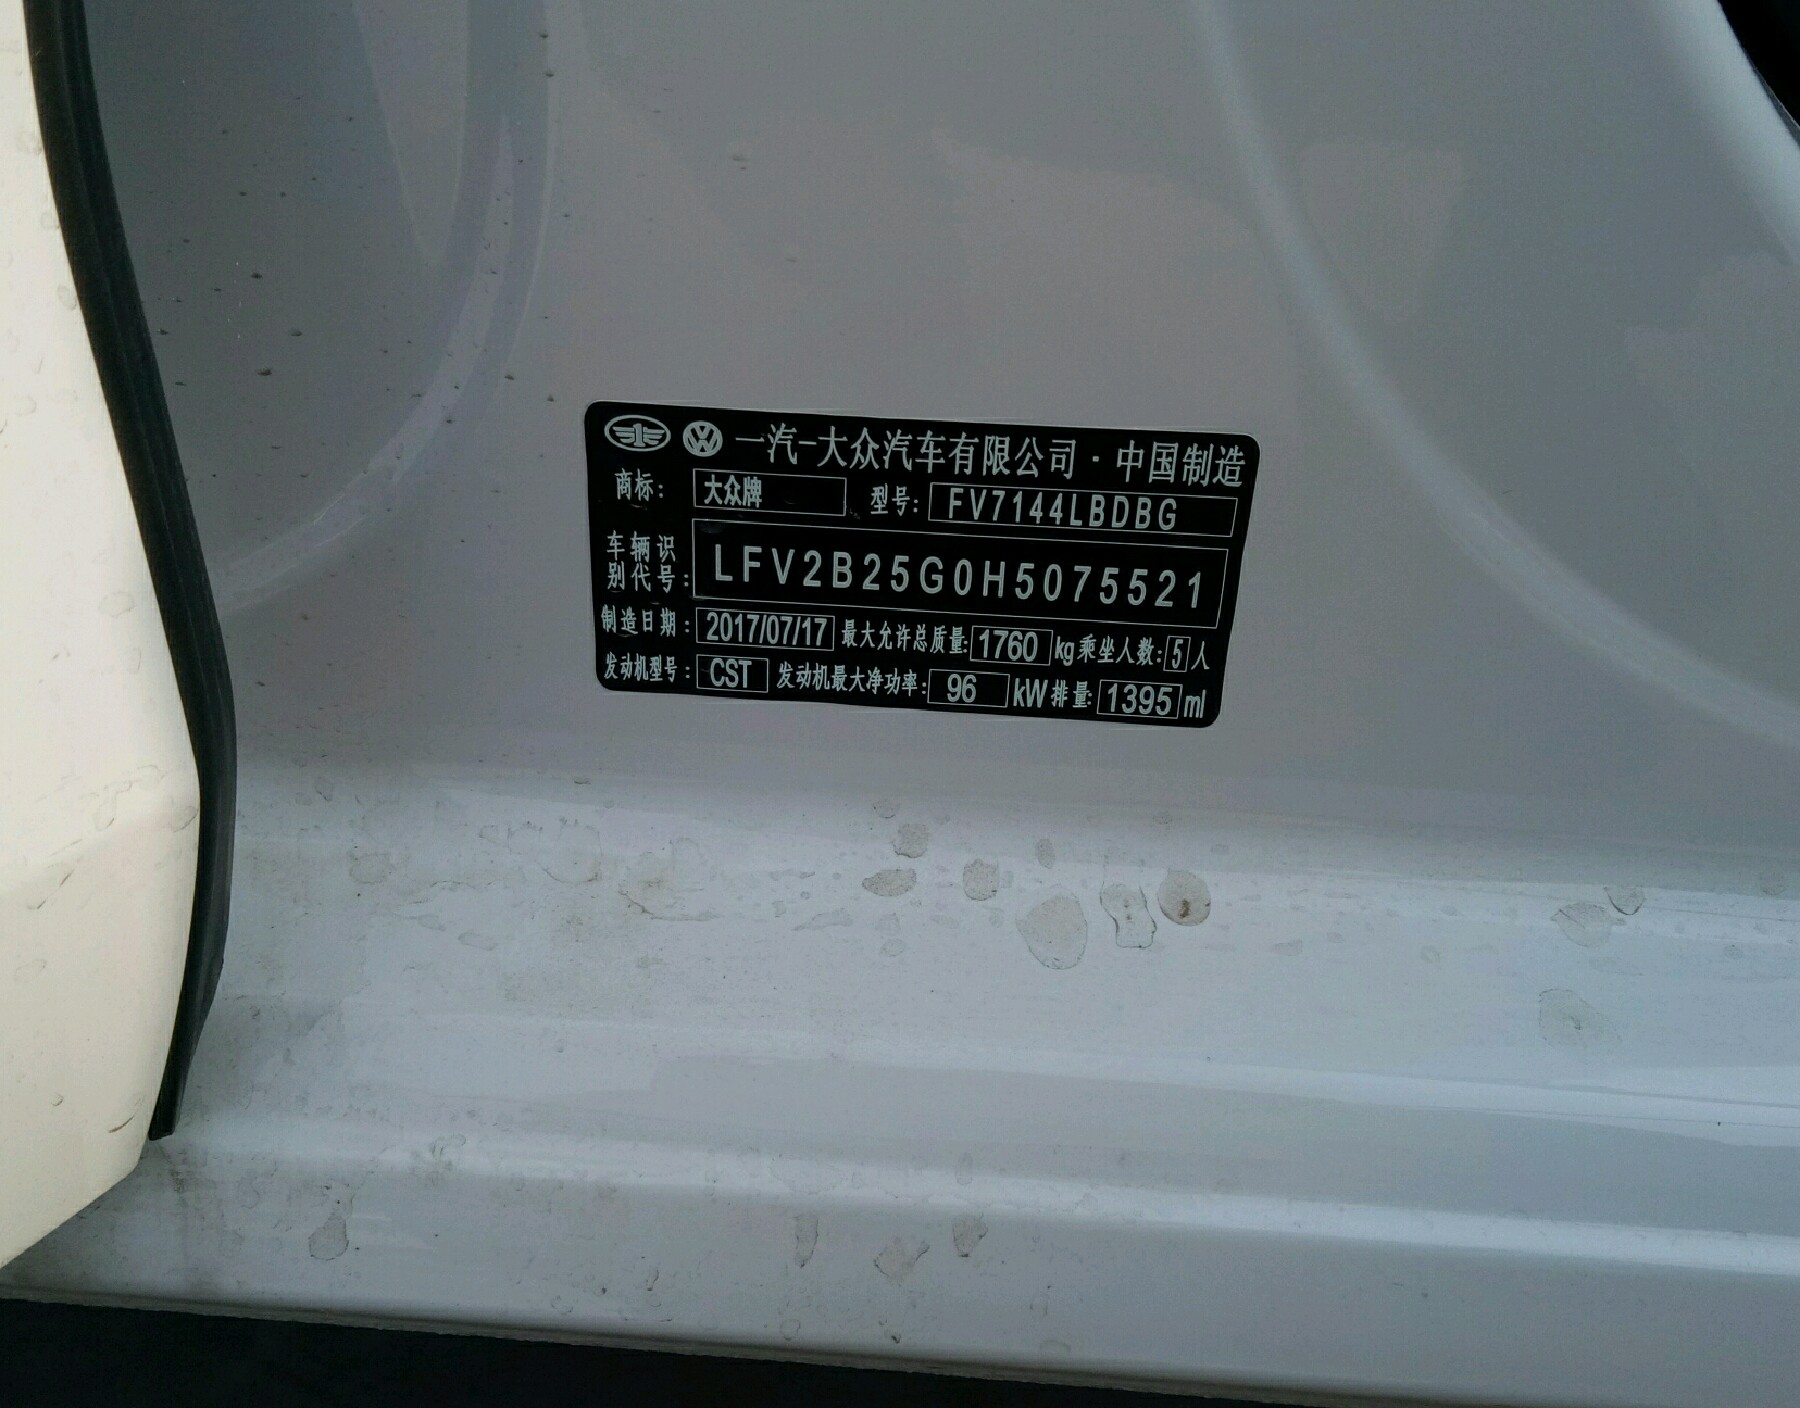 一汽-大众汽车有限公司·中国制造
商标: 大众牌 型号: FV7144LBDBG
车辆识别代号: LFV2B25G0H5075521
制造日期: 2017/07/17 最大允许总质量: 1760 kg 乘坐人数: 5 人
发动机型号: CST 发动机最大净功率: 96 kW 排量: 1395 ml